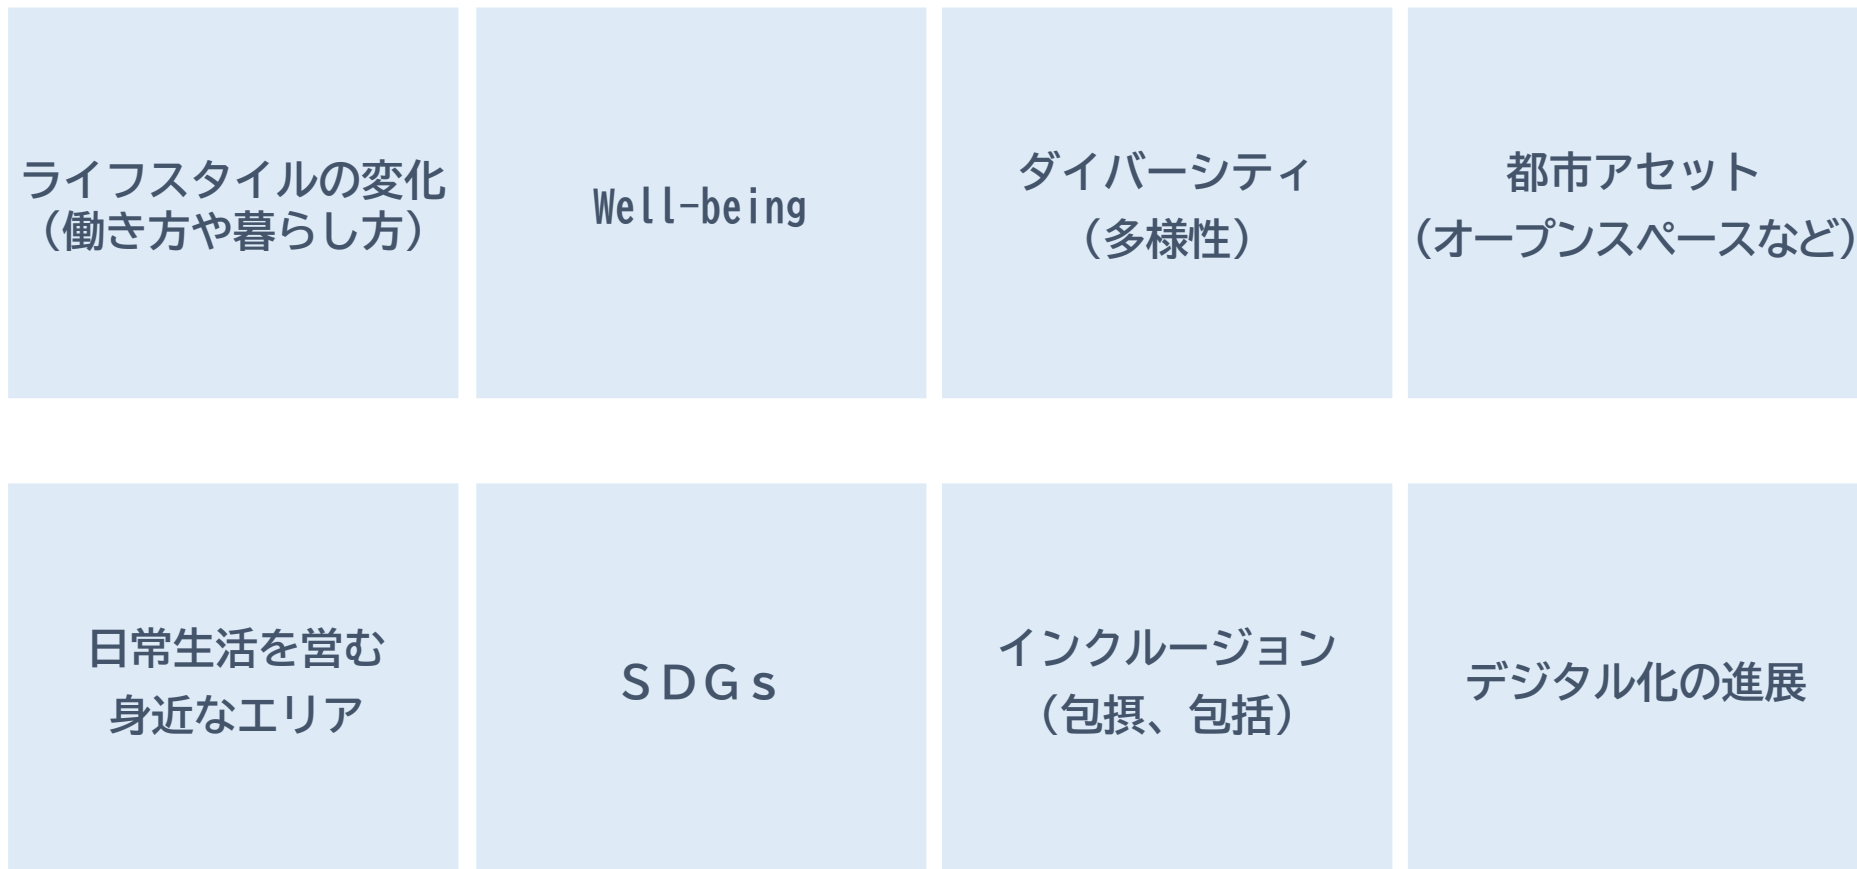 ライフスタイルの変化
（働き方や暮らし方）
Well-being
ダイバーシティ
（多様性）
都市アセット
（オープンスペースなど）
日常生活を営む
身近なエリア
ＳＤＧｓ
インクルージョン
（包摂、包括）
デジタル化の進展